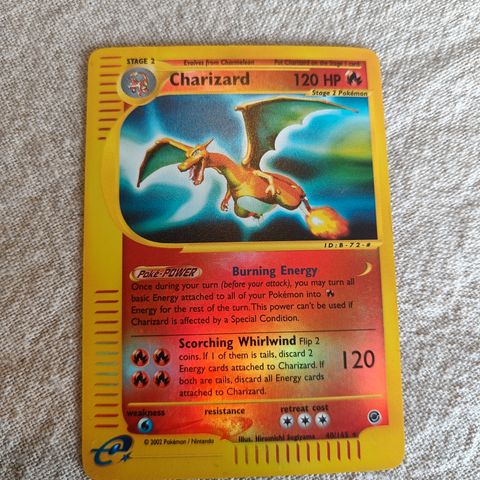 STAGE 2 Evolves from Charmeleon Put Charizard on the Stage 1 card
Charizard 120 HP
Stage 2 Pokémon
ID:B-72-#
Poké-POWER Burning Energy
Once during your turn (before your attack), you may turn all
basic Energy attached to all of your Pokémon into
Energy for the rest of the turn. This power can't be used if
Charizard is affected by a Special Condition.
Scorching Whirlwind Flip 2
coins. If 1 of them is tails, discard 2
Energy cards attached to Charizard. If
both are tails, discard all Energy cards
attached to Charizard.
120
weakness resistance retreat cost
e
© 2002 Pokémon / Nintendo Illus. Hiromichi Sugiyama 40/165 ★